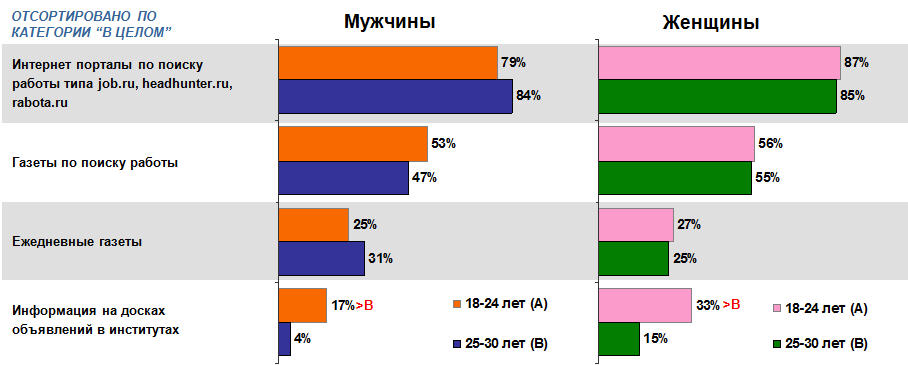 ОТСОРТИРОВАНО ПО
КАТЕГОРИИ “В ЦЕЛОМ”
Мужчины
Женщины
Интернет порталы по поиску
работы типа job.ru, headhunter.ru,
rabota.ru
79%
84%
87%
85%
Газеты по поиску работы
53%
47%
56%
55%
Ежедневные газеты
25%
31%
27%
25%
Информация на досках
объявлений в институтах
17%>B
4%
18-24 лет (A)
25-30 лет (B)
33%>B
15%
18-24 лет (A)
25-30 лет (B)